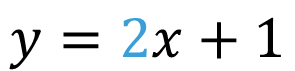 y = 2x + 1